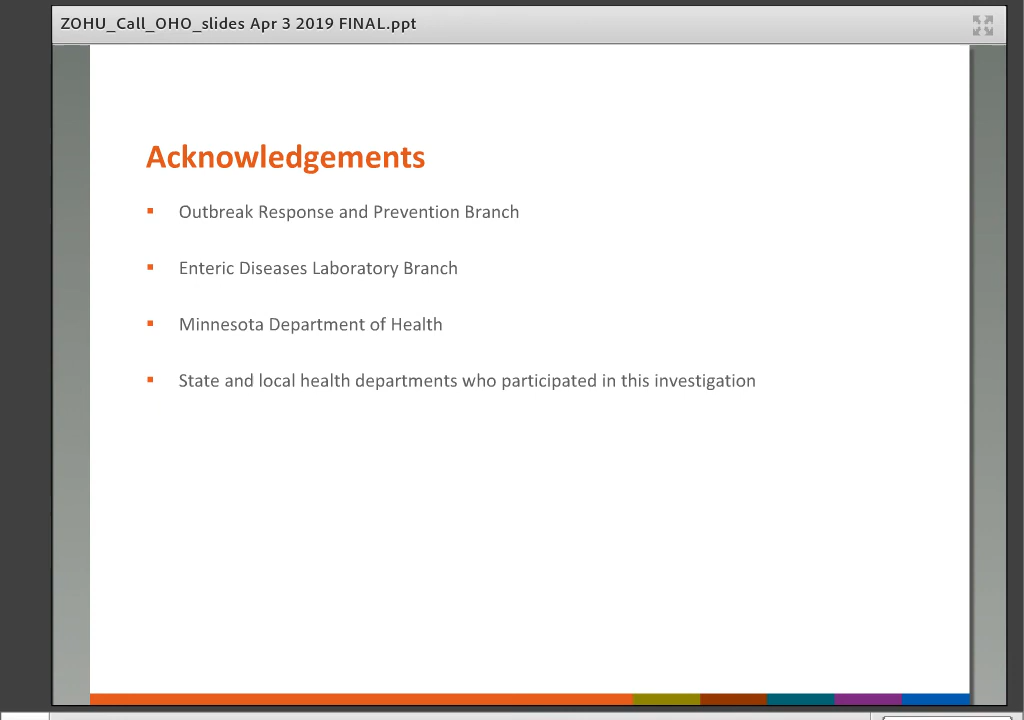 ZOHU_Call_OHO_slides Apr 3 2019 FINAL.ppt
Acknowledgements
▪ Outbreak Response and Prevention Branch
▪ Enteric Diseases Laboratory Branch
▪ Minnesota Department of Health
▪ State and local health departments who participated in this investigation